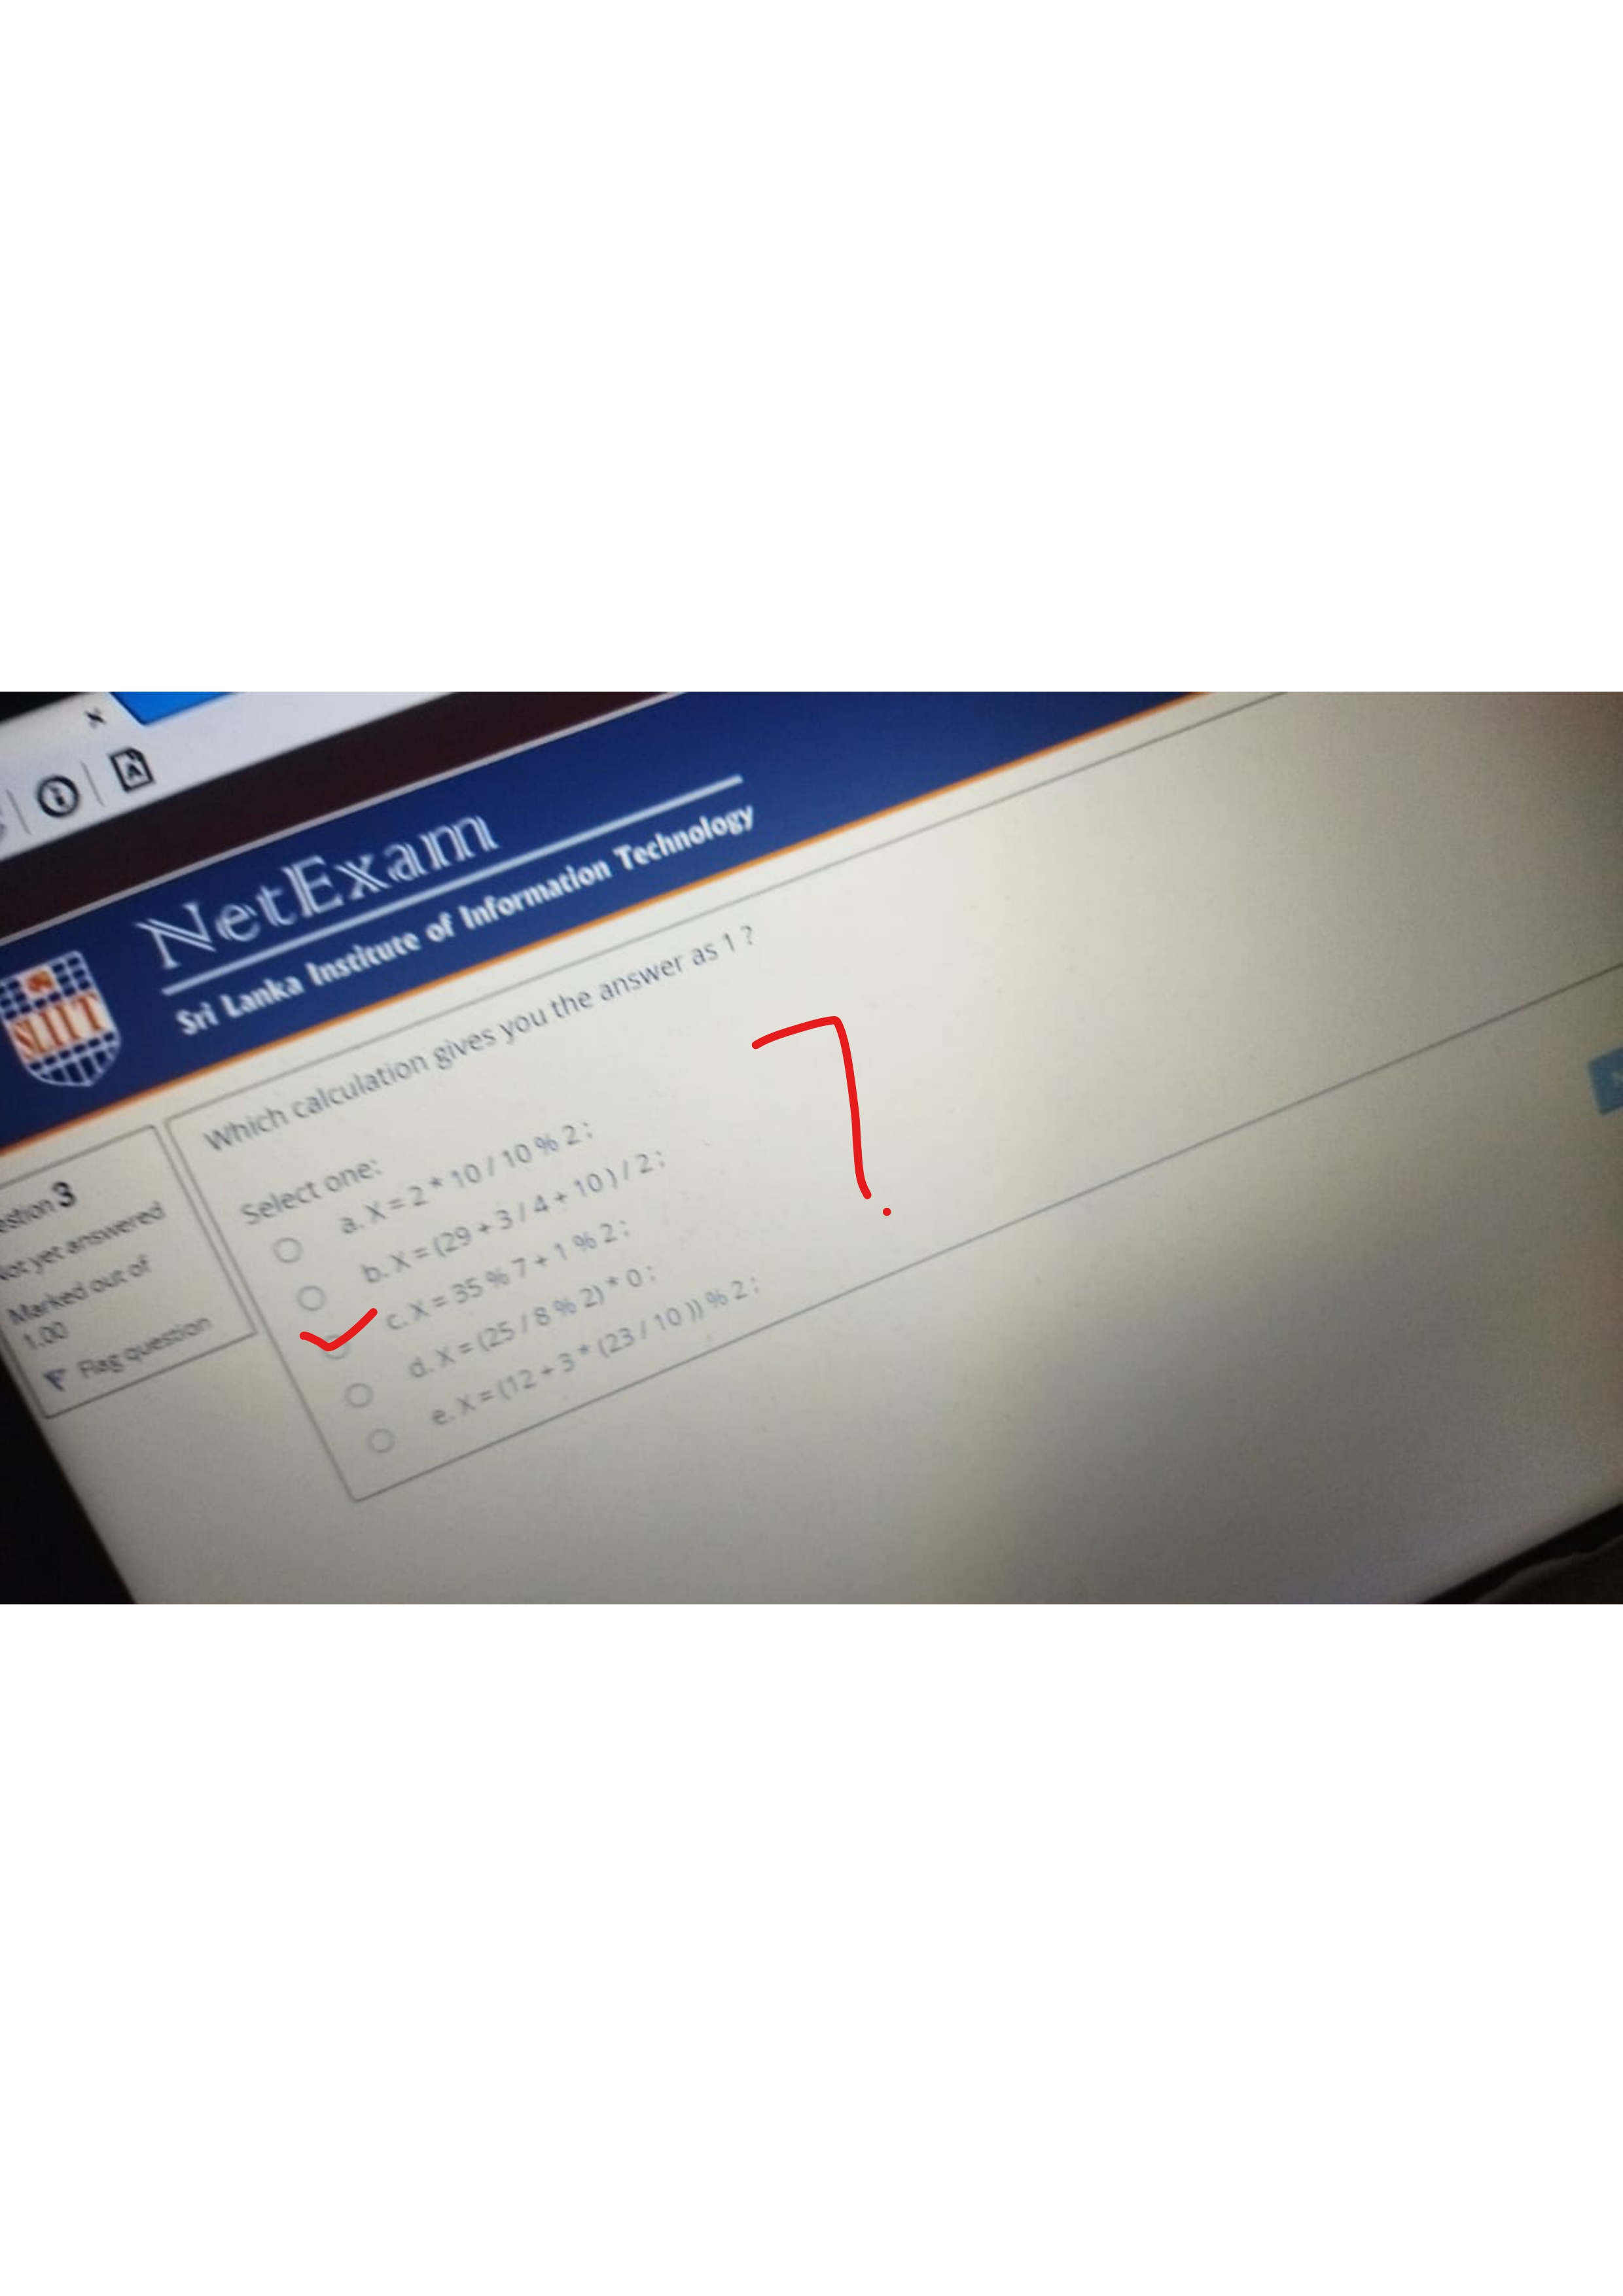 NetExam
Sri Lanka Institute of Information Technology
SLIIT
estion 3
Not yet answered
Marked out of
1.00
Flag question
Which calculation gives you the answer as 1 ?
Select one:
a. X = 2 * 10 / 10 % 2 ;
b. X = (29 + 3 / 4 + 10 ) / 2 ;
c. X = 35 % 7 + 1 % 2 ;
d. X = (25 / 8 % 2) * 0 ;
e. X = (12 + 3 * (23 / 10 )) % 2 ;